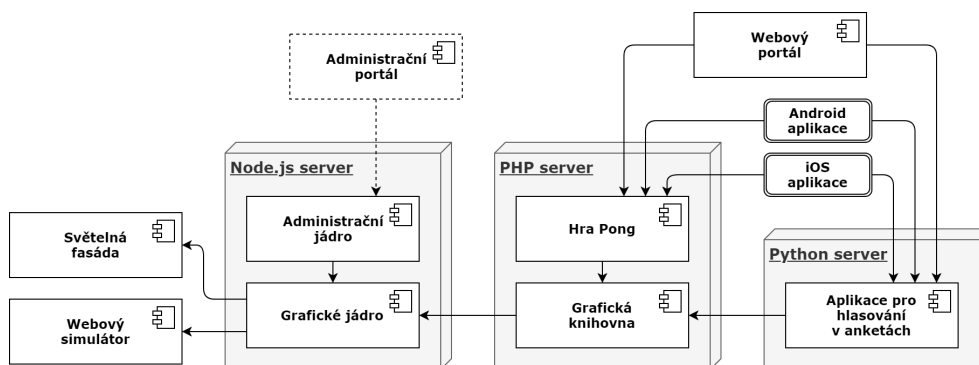 Administrační
portál
Webový
portál
Android
aplikace
iOS
aplikace
Node.js server
PHP server
Python server
Administrační
jádro
Hra Pong
Světelná
fasáda
Grafické jádro
Grafická
knihovna
Aplikace pro
hlasování
v anketách
Webový
simulátor